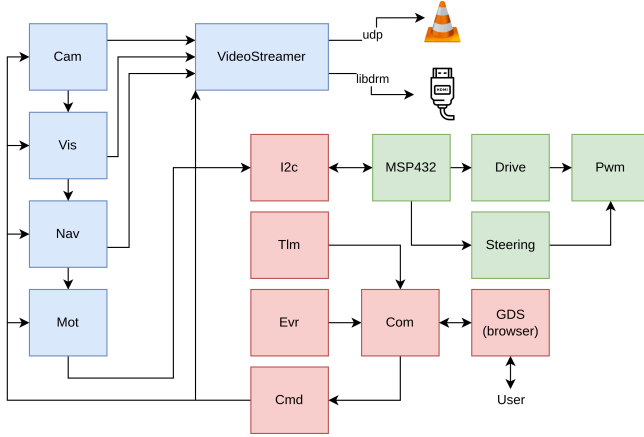 Cam
VideoStreamer
udp
libdrm
HDMI
Vis
I2c
MSP432
Drive
Pwm
Nav
Tlm
Steering
Mot
Evr
Com
GDS
(browser)
Cmd
User